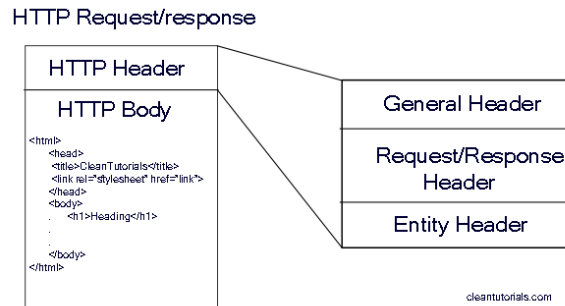 HTTP Request/response
HTTP Header
HTTP Body
<html>
<head>
<title>CleanTutorials</title>
<link rel="stylesheet" href="link">
</head>
<body>
. <h1>Heading</h1>
.
.
</body>
</html>
General Header
Request/Response
Header
Entity Header
cleantutorials.com